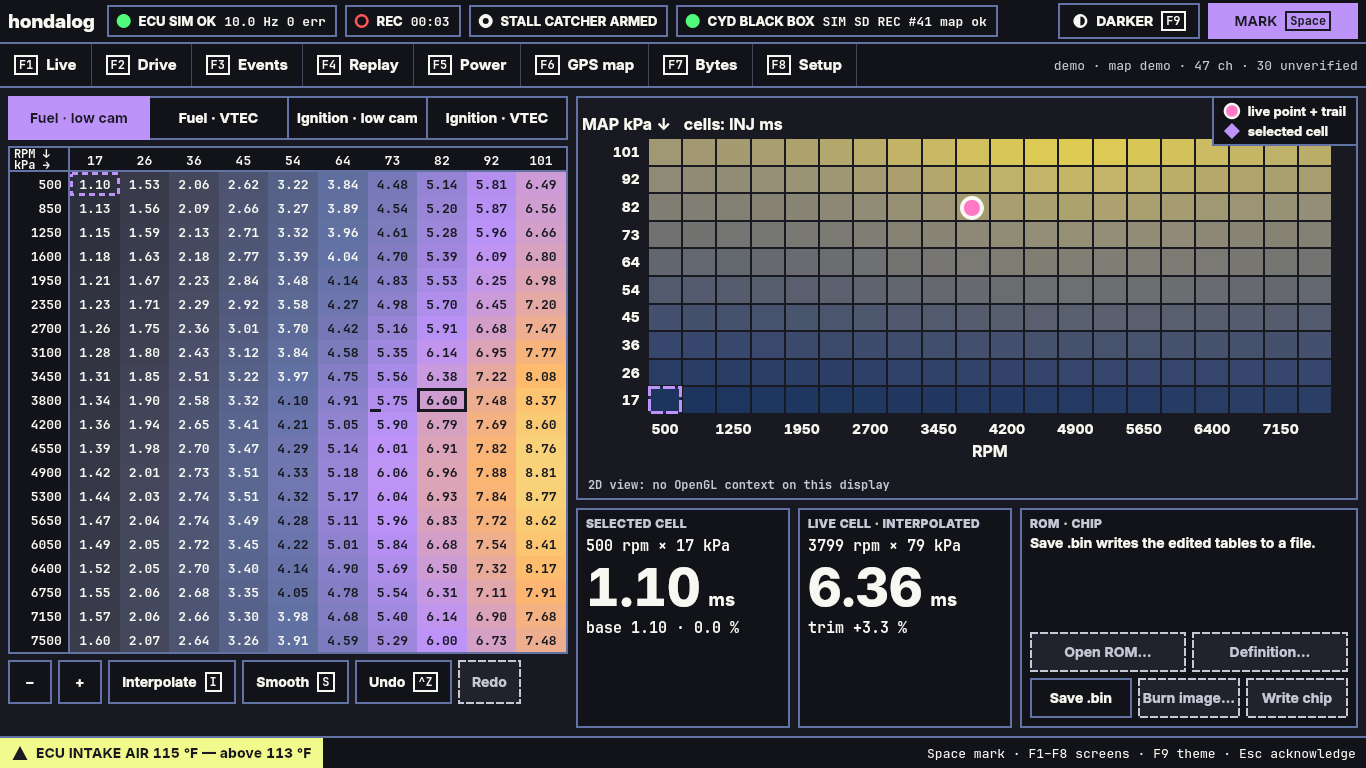 hondalog ECU SIM OK 10.0 Hz 0 err REC 00:03 STALL CATCHER ARMED CYD BLACK BOX SIM SD REC #41 map ok DARKER F9 MARK Space
F1 Live F2 Drive F3 Events F4 Replay F5 Power F6 GPS map F7 Bytes F8 Setup demo · map demo · 47 ch · 30 unverified
Fuel · low cam Fuel · VTEC Ignition · low cam Ignition · VTEC
RPM ↓
kPa → 17 26 36 45 54 64 73 82 92 101
500 1.10 1.53 2.06 2.62 3.22 3.84 4.48 5.14 5.81 6.49
850 1.13 1.56 2.09 2.66 3.27 3.89 4.54 5.20 5.87 6.56
1250 1.15 1.59 2.13 2.71 3.32 3.96 4.61 5.28 5.96 6.66
1600 1.18 1.63 2.18 2.77 3.39 4.04 4.70 5.39 6.09 6.80
1950 1.21 1.67 2.23 2.84 3.48 4.14 4.83 5.53 6.25 6.98
2350 1.23 1.71 2.29 2.92 3.58 4.27 4.98 5.70 6.45 7.20
2700 1.26 1.75 2.36 3.01 3.70 4.42 5.16 5.91 6.68 7.47
3100 1.28 1.80 2.43 3.12 3.84 4.58 5.35 6.14 6.95 7.77
3450 1.31 1.85 2.51 3.22 3.97 4.75 5.56 6.38 7.22 8.08
3800 1.34 1.90 2.58 3.32 4.10 4.91 5.75 6.60 7.48 8.37
4200 1.36 1.94 2.65 3.41 4.21 5.05 5.90 6.79 7.69 8.60
4550 1.39 1.98 2.70 3.47 4.29 5.14 6.01 6.91 7.82 8.76
4900 1.42 2.01 2.73 3.51 4.33 5.18 6.06 6.96 7.88 8.81
5300 1.44 2.03 2.74 3.51 4.32 5.17 6.04 6.93 7.84 8.77
5650 1.47 2.04 2.74 3.49 4.28 5.11 5.96 6.83 7.72 8.62
6050 1.49 2.05 2.72 3.45 4.22 5.01 5.84 6.68 7.54 8.41
6400 1.52 2.05 2.70 3.40 4.14 4.90 5.69 6.50 7.32 8.17
6750 1.55 2.06 2.68 3.35 4.05 4.78 5.54 6.31 7.11 7.91
7150 1.57 2.06 2.66 3.30 3.98 4.68 5.40 6.14 6.90 7.68
7500 1.60 2.07 2.64 3.26 3.91 4.59 5.29 6.00 6.73 7.48
− + Interpolate I Smooth S Undo ^Z Redo
live point + trail
selected cell
MAP kPa ↓ cells: INJ ms
101
92
82
73
64
54
45
36
26
17
500 1250 1950 2700 3450 4200 4900 5650 6400 7150
RPM
2D view: no OpenGL context on this display
SELECTED CELL
500 rpm × 17 kPa
1.10 ms
base 1.10 · 0.0 %
LIVE CELL · INTERPOLATED
3799 rpm × 79 kPa
6.36 ms
trim +3.3 %
ROM · CHIP
Save .bin writes the edited tables to a file.
Open ROM... Definition...
Save .bin Burn image... Write chip
ECU INTAKE AIR 115 °F — above 113 °F
Space mark · F1–F8 screens · F9 theme · Esc acknowledge